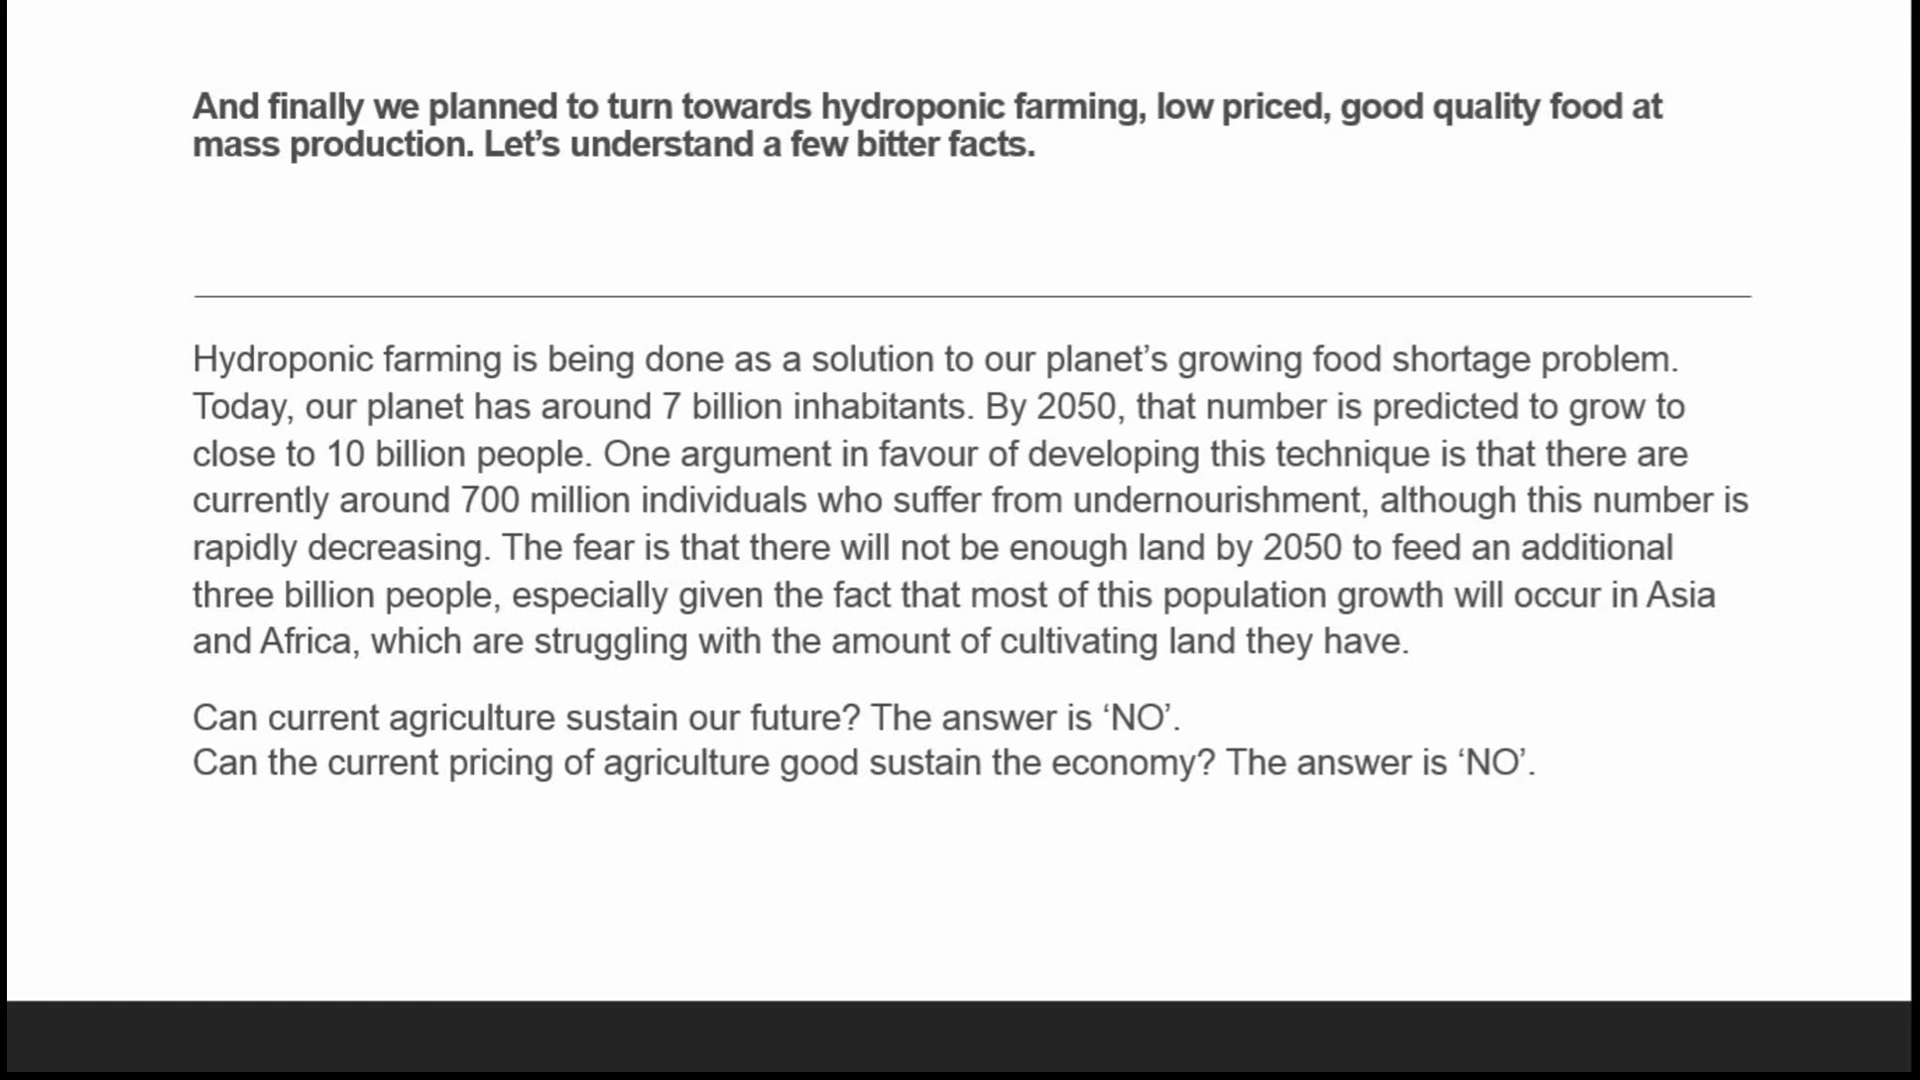 And finally we planned to turn towards hydroponic farming, low priced, good quality food at
mass production. Let’s understand a few bitter facts.
Hydroponic farming is being done as a solution to our planet’s growing food shortage problem.
Today, our planet has around 7 billion inhabitants. By 2050, that number is predicted to grow to
close to 10 billion people. One argument in favour of developing this technique is that there are
currently around 700 million individuals who suffer from undernourishment, although this number is
rapidly decreasing. The fear is that there will not be enough land by 2050 to feed an additional
three billion people, especially given the fact that most of this population growth will occur in Asia
and Africa, which are struggling with the amount of cultivating land they have.
Can current agriculture sustain our future? The answer is ‘NO’.
Can the current pricing of agriculture good sustain the economy? The answer is ‘NO’.